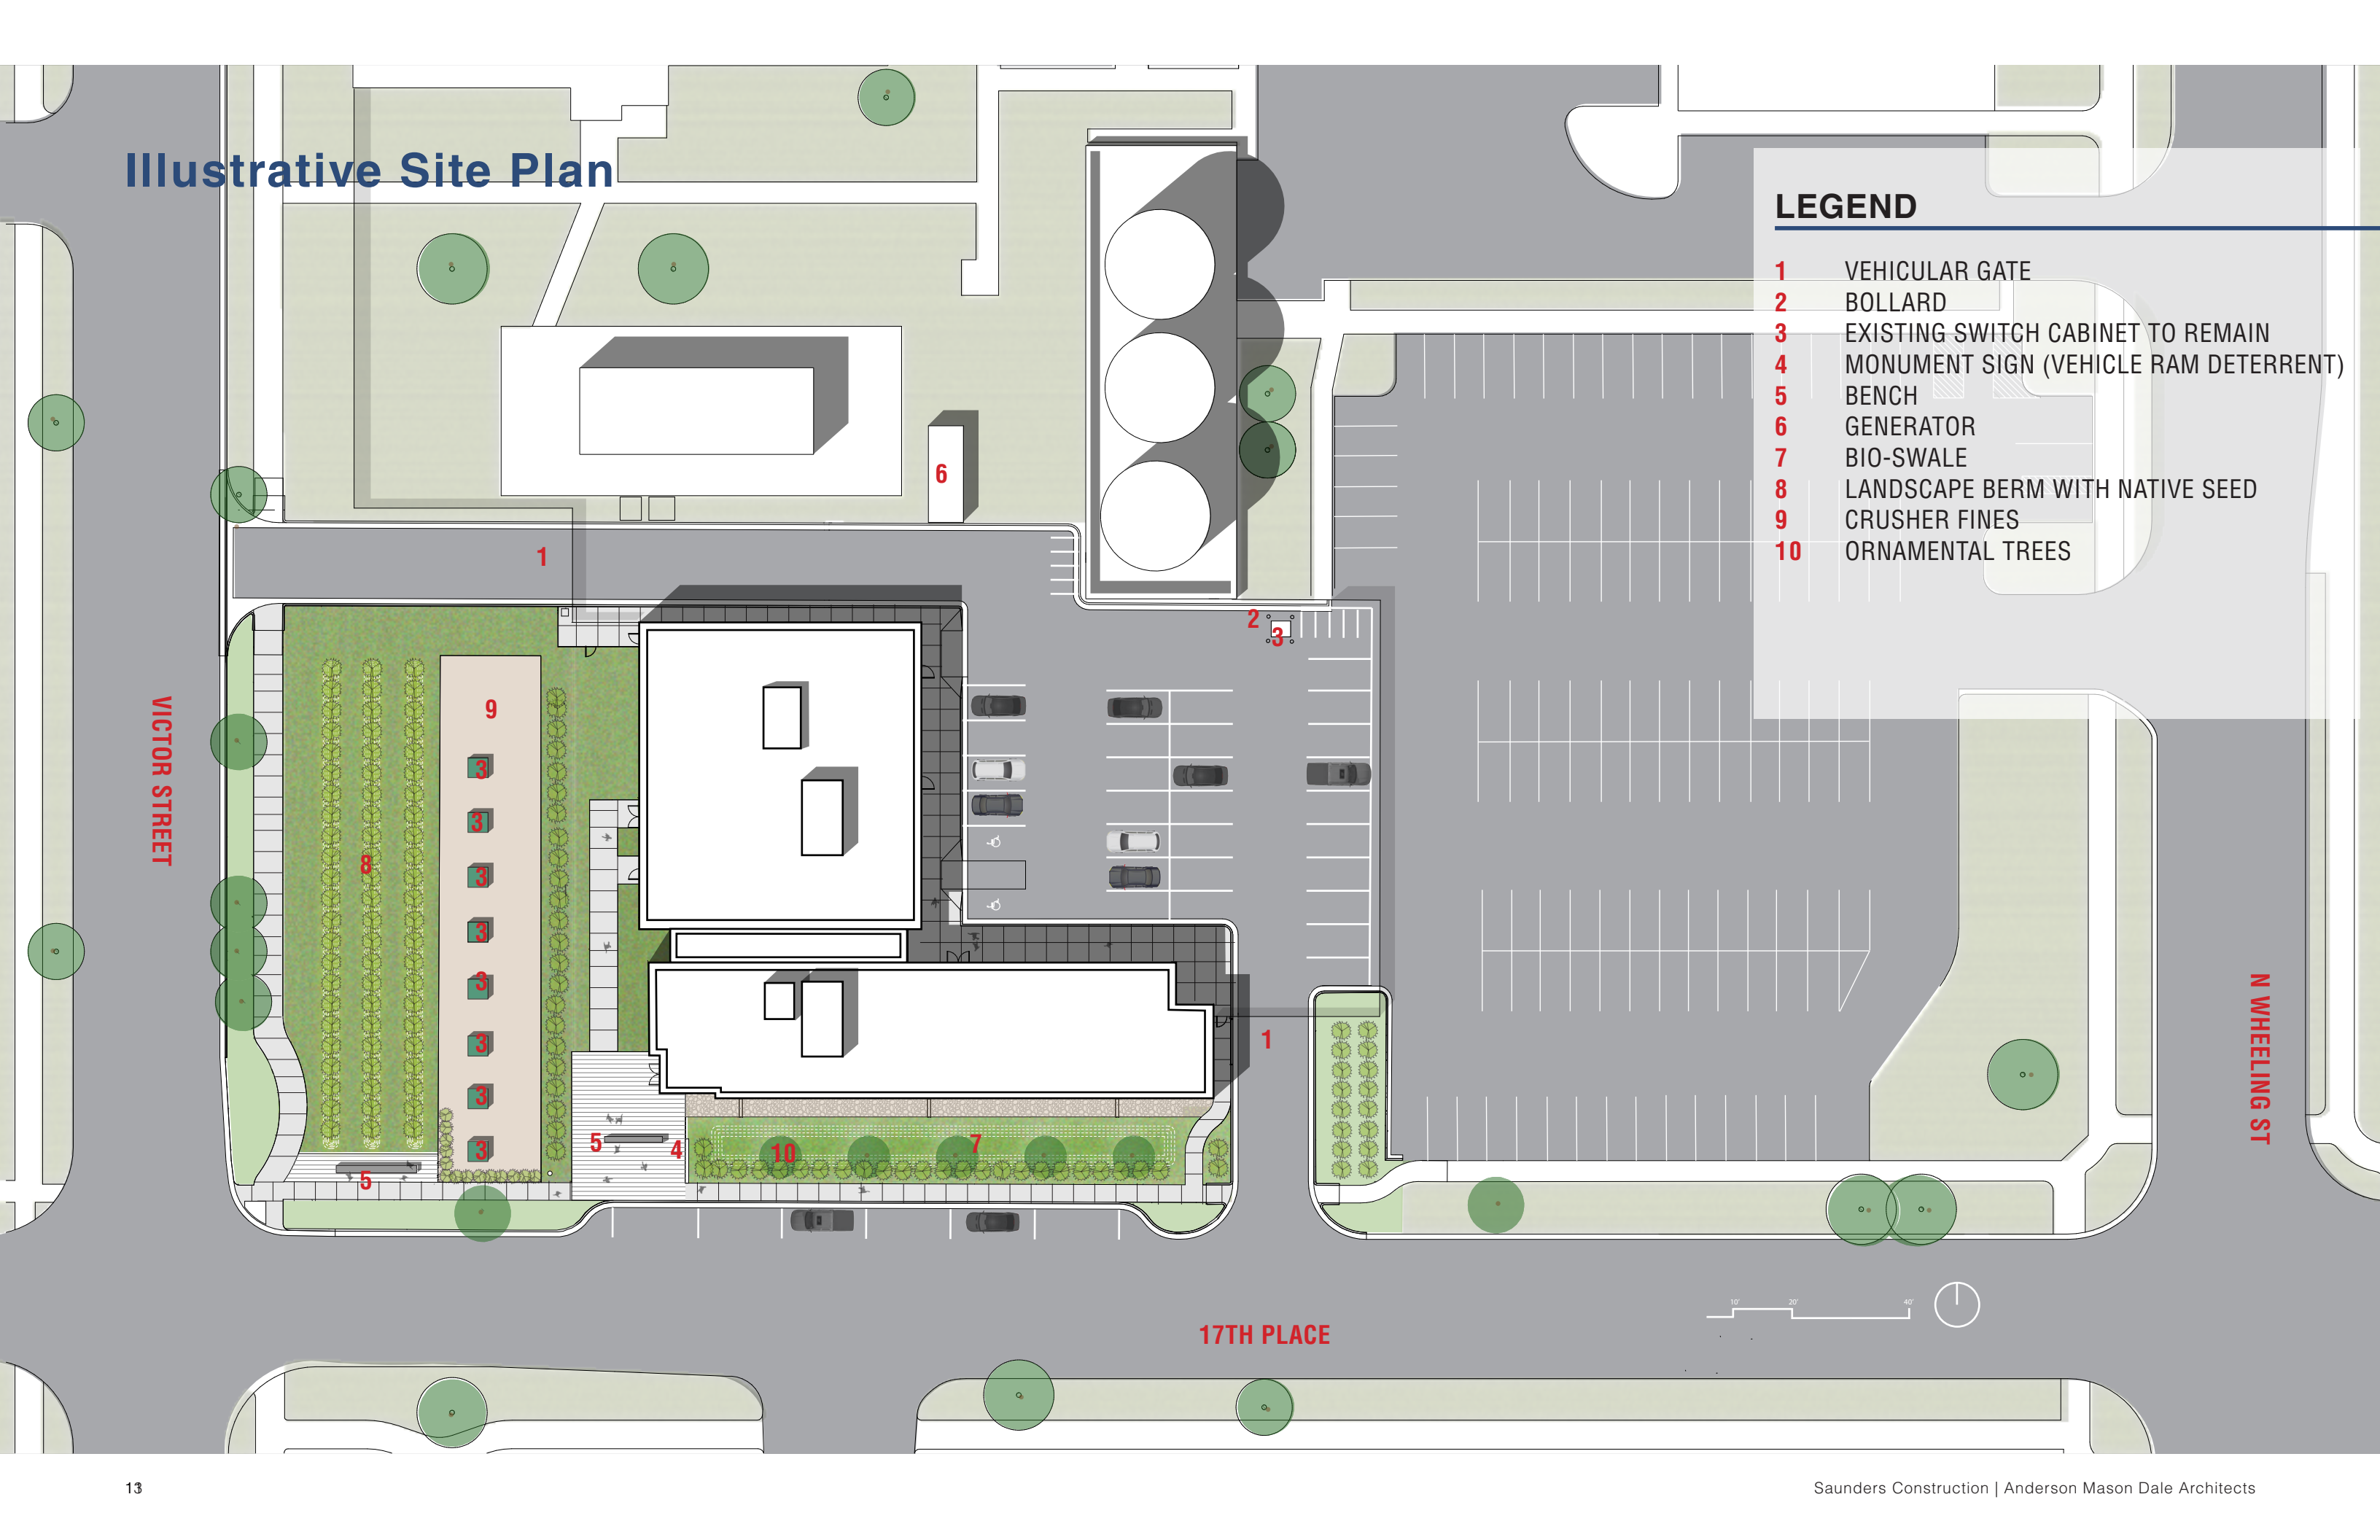 Illustrative Site Plan
LEGEND
1 VEHICULAR GATE
2 BOLLARD
3 EXISTING SWITCH CABINET TO REMAIN
4 MONUMENT SIGN (VEHICLE RAM DETERRENT)
5 BENCH
6 GENERATOR
7 BIO-SWALE
8 LANDSCAPE BERM WITH NATIVE SEED
9 CRUSHER FINES
10 ORNAMENTAL TREES
6
1
2
3
9
VICTOR STREET
3
3
8
3
3
3
N WHEELING ST
1
3
3
5
4
10
7
3
5
10' 20' 40'
17TH PLACE
Saunders Construction | Anderson Mason Dale Architects